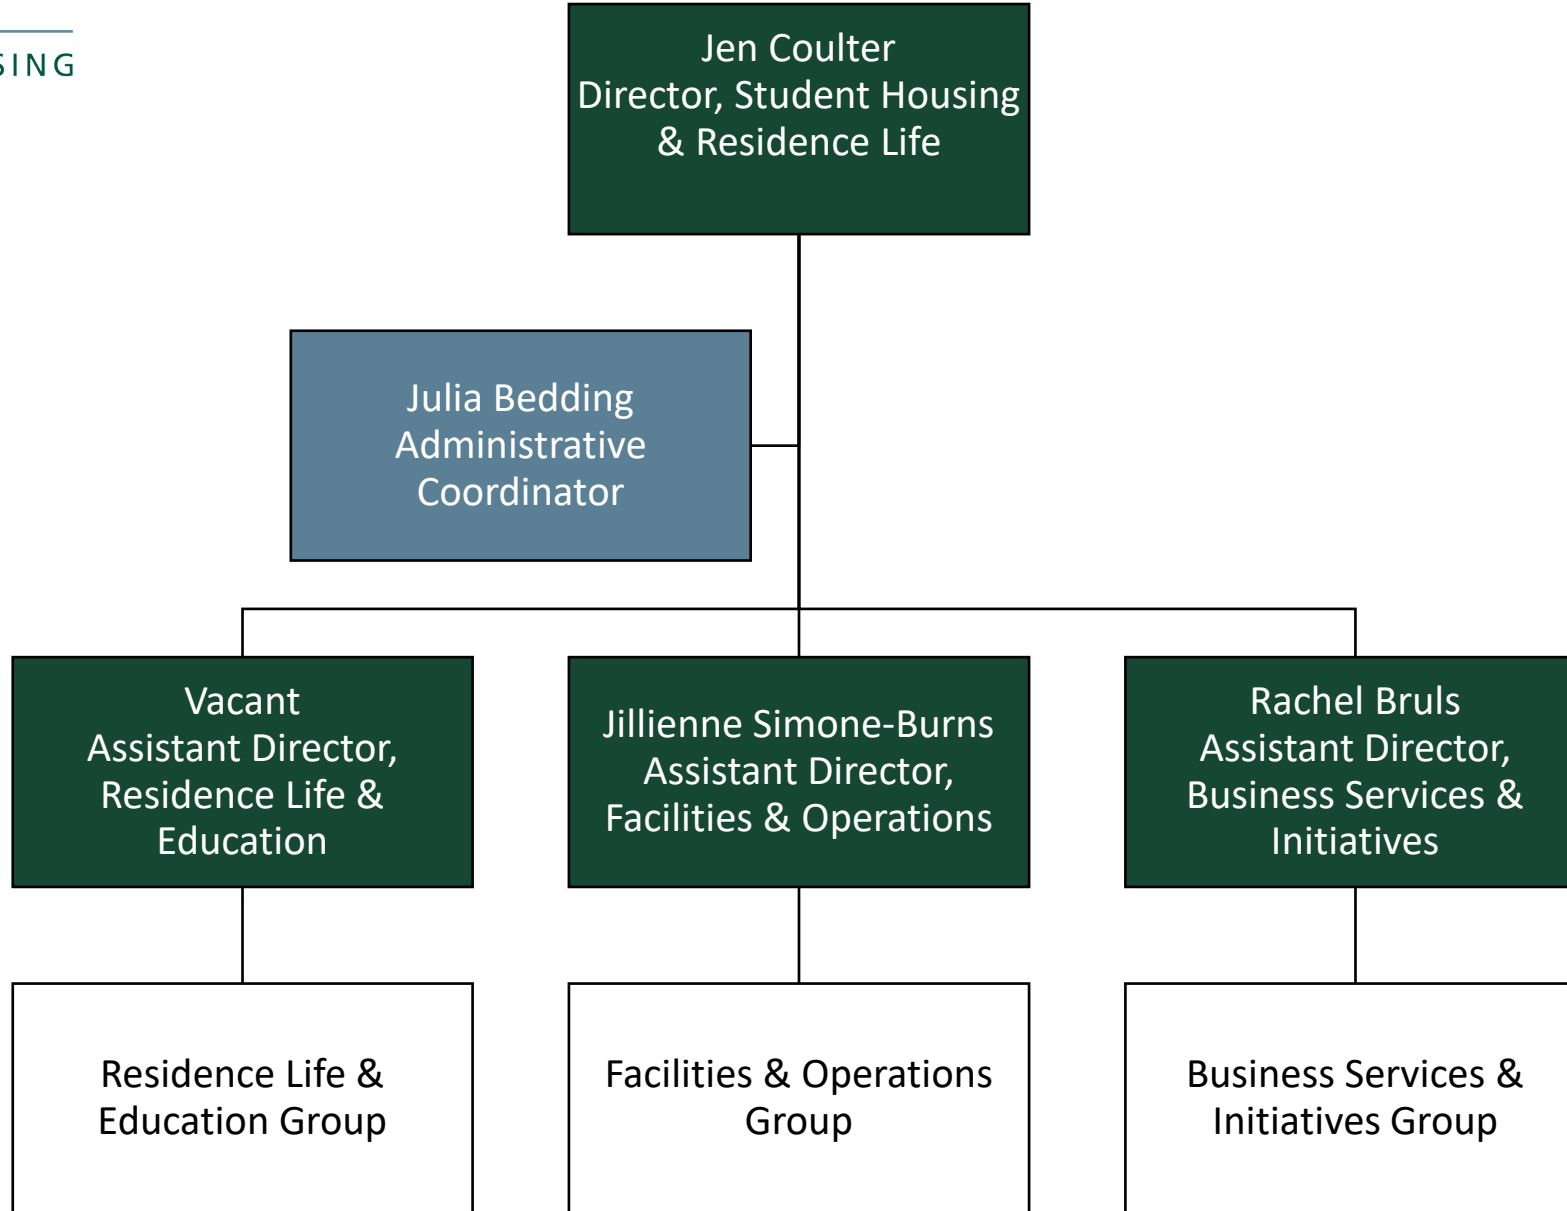 Jen Coulter
Director, Student Housing
& Residence Life
Julia Bedding
Administrative
Coordinator
Vacant
Assistant Director,
Residence Life &
Education
Jillienne Simone-Burns
Assistant Director,
Facilities & Operations
Rachel Bruls
Assistant Director,
Business Services &
Initiatives
Residence Life &
Education Group
Facilities & Operations
Group
Business Services &
Initiatives Group